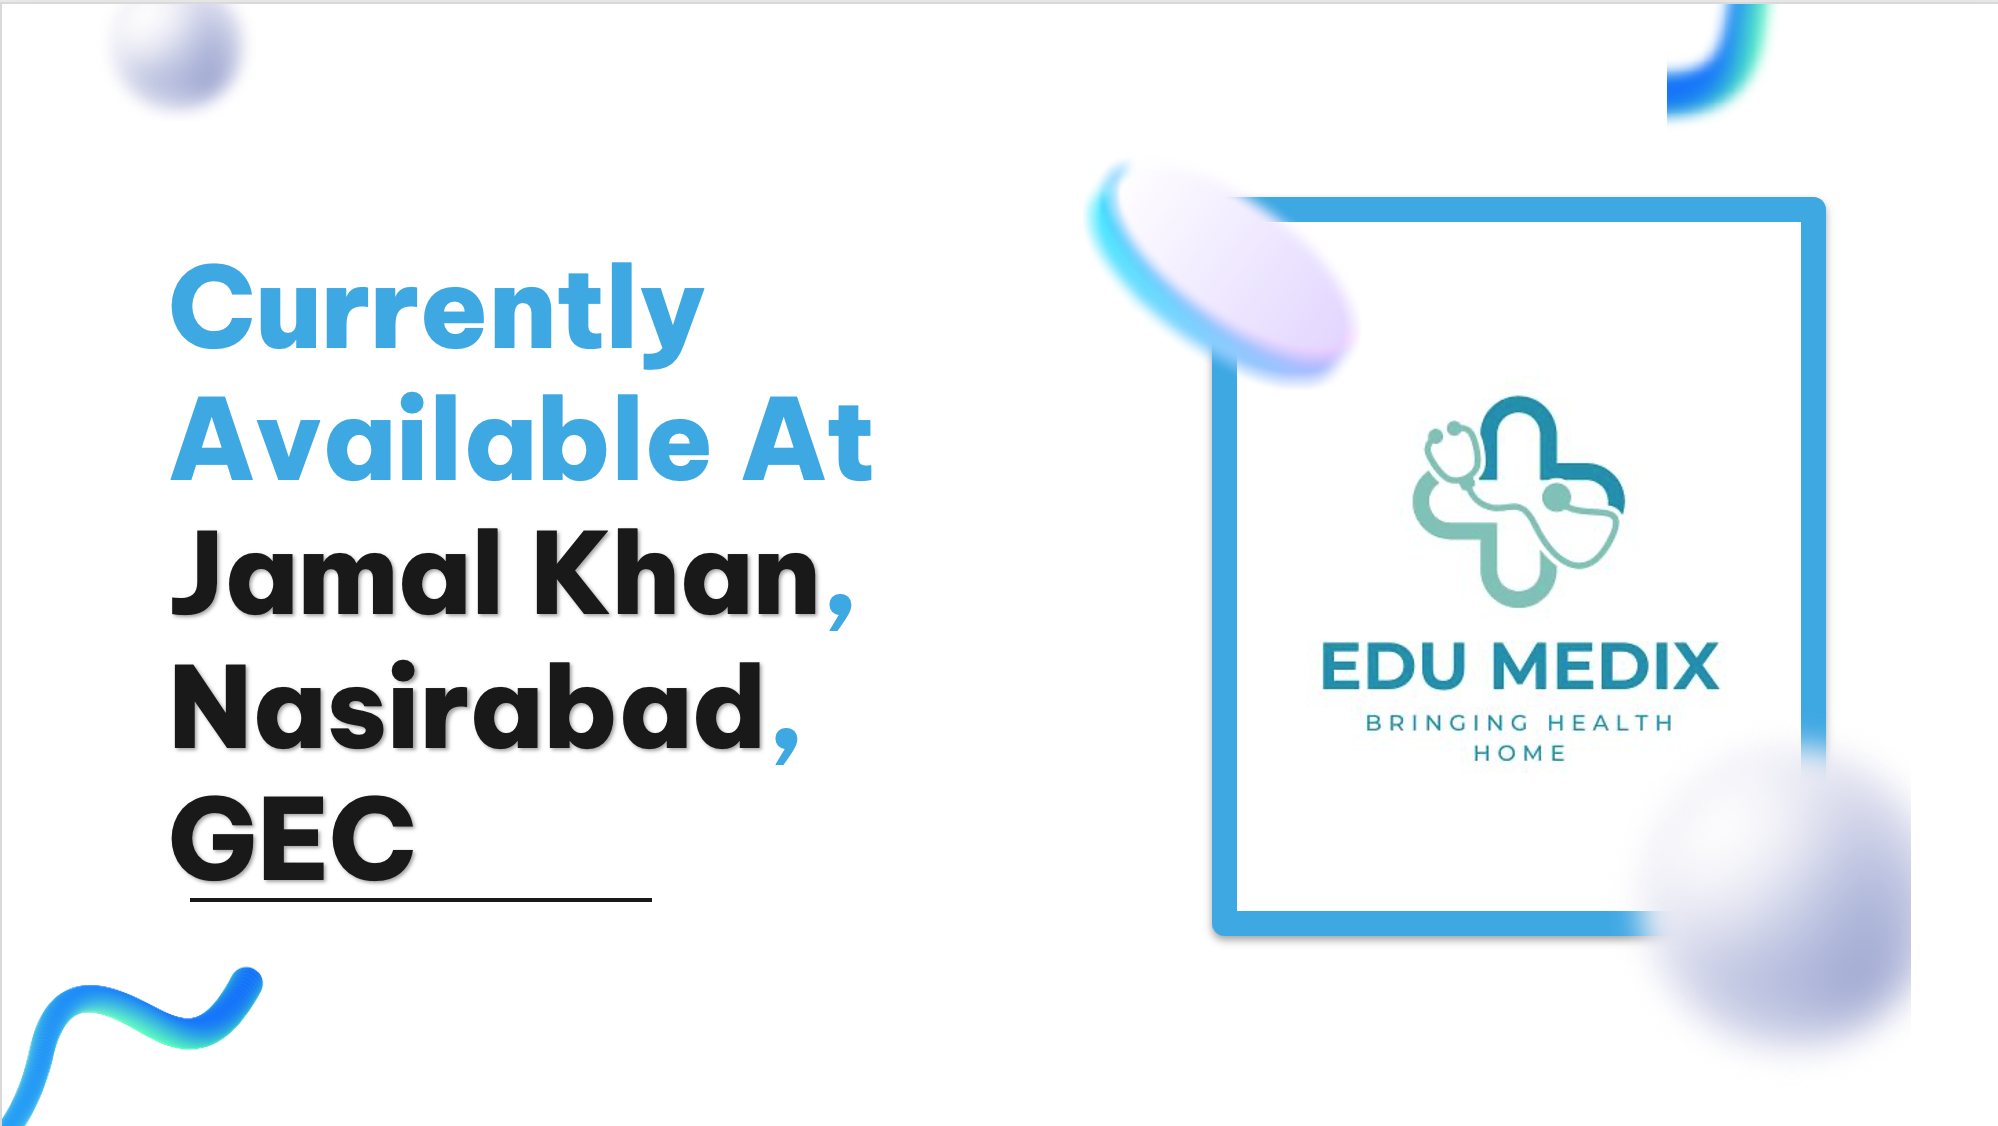 Currently
Available At
Jamal Khan,
Nasirabad,
GEC
EDU MEDIX
BRINGING HEALTH
HOME